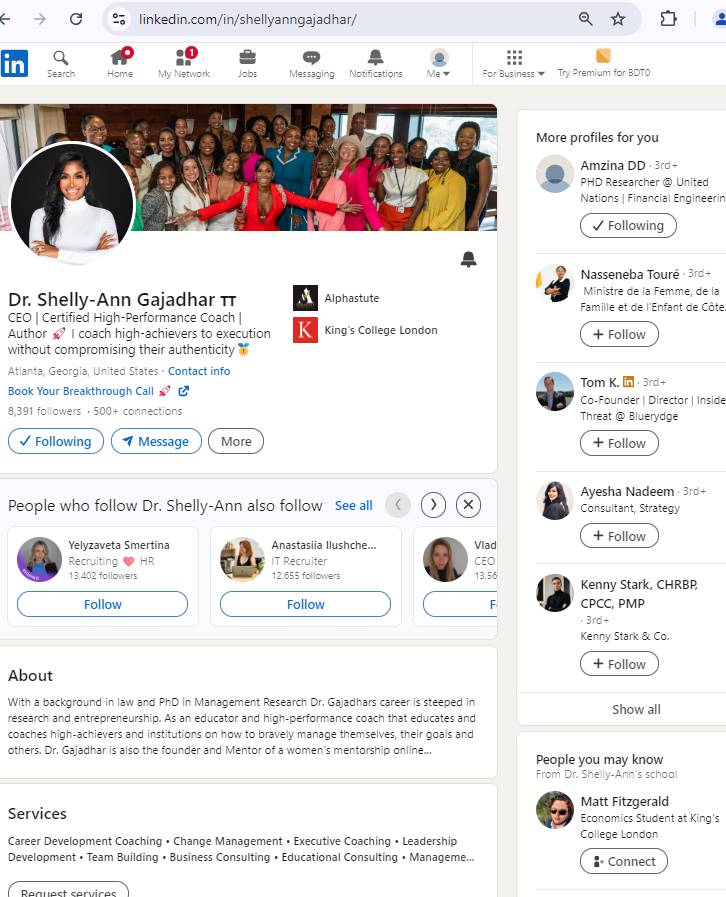 linkedin.com/in/shellyanngajadhar/
in
Search
Home
1
My Network
Jobs
Messaging
Notifications
Me
For Business
Try Premium for BDT0
Dr. Shelly-Ann Gajadhar ㅠ
CEO | Certified High-Performance Coach |
Author 🚀 I coach high-achievers to execution
without compromising their authenticity 🥇
Atlanta, Georgia, United States · Contact info
Book Your Breakthrough Call 🚀
8,391 followers · 500+ connections
Following
Message
More
Alphastute
King's College London
People who follow Dr. Shelly-Ann also follow
See all
Yelyzaveta Smertina
Recruiting ❤️ HR
13,402 followers
Follow
Anastasiia Ilushche...
IT Recruiter
12,655 followers
Follow
Vlad
CEO
13,56
F
About
With a background in law and PhD in Management Research Dr. Gajadhars career is steeped in
research and entrepreneurship. As an educator and high-performance coach that educates and
coaches high-achievers and institutions on how to bravely manage themselves, their goals and
others. Dr. Gajadhar is also the founder and Mentor of a women's mentorship online...
Services
Career Development Coaching • Change Management • Executive Coaching • Leadership
Development • Team Building • Business Consulting • Educational Consulting • Manageme...
Request services
More profiles for you
Amzina DD · 3rd+
PHD Researcher @ United
Nations | Financial Engineerin
Following
Nasseneba Touré · 3rd+
Ministre de la Femme, de la
Famille et de l'Enfant de Côte
Follow
Tom K. in · 3rd+
Co-Founder | Director | Inside
Threat @ Bluerydge
Follow
Ayesha Nadeem · 3rd+
Consultant, Strategy
Follow
Kenny Stark, CHRBP,
CPCC, PMP
· 3rd+
Kenny Stark & Co.
Follow
Show all
People you may know
From Dr. Shelly-Ann's school
Matt Fitzgerald
Economics Student at King's
College London
Connect